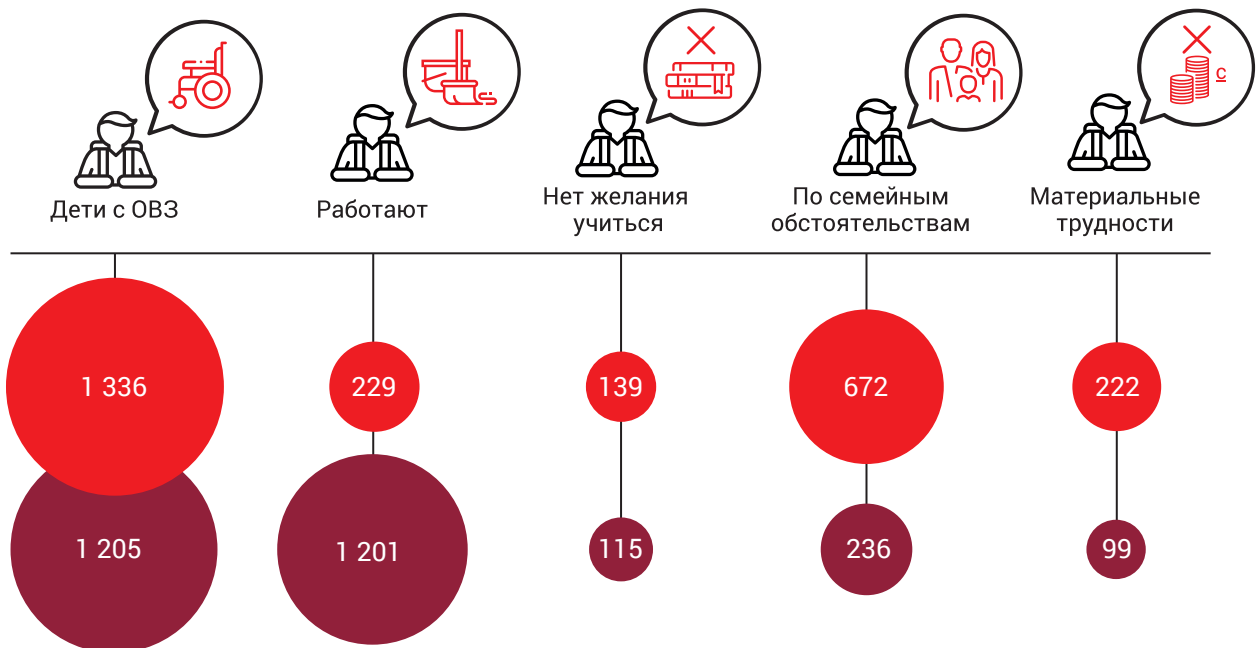 с
Дети с ОВЗ
Работают
Нет желания
учиться
По семейным
обстоятельствам
Материальные
трудности
1 336
229
139
672
222
1 205
1 201
115
236
99